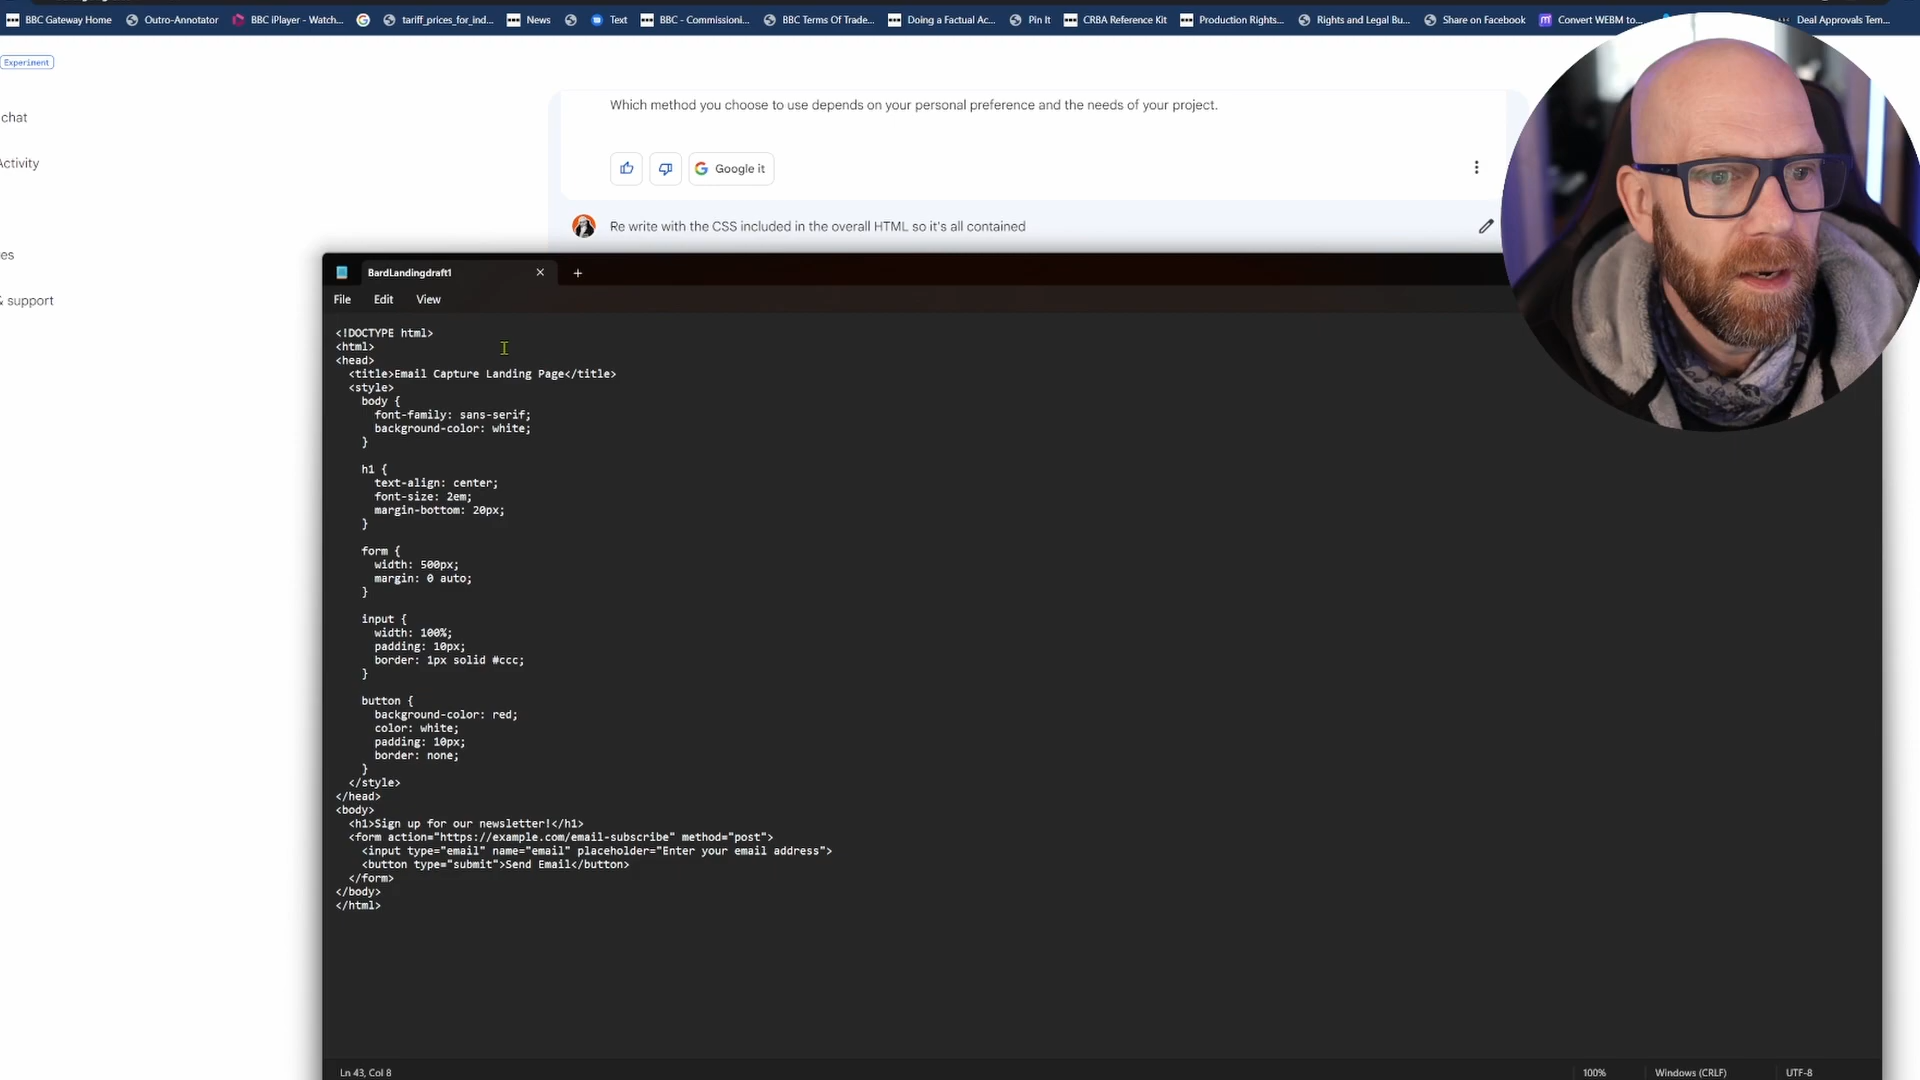 BBC Gateway Home Outro-Annotator BBC iPlayer - Watch... tariff_prices_for_ind... News Text BBC - Commissioni... BBC Terms Of Trade... Doing a Factual Ac... Pin It CRBA Reference Kit Production Rights... Rights and Legal Bu... Share on Facebook Convert WEBM to... Deal Approvals Tem...
Experiment
chat
Activity
es
& support
Which method you choose to use depends on your personal preference and the needs of your project.
Google it
Re write with the CSS included in the overall HTML so it's all contained
BardLandingdraft1
File Edit View
<!DOCTYPE html>
<html>
<head>
<title>Email Capture Landing Page</title>
<style>
body {
font-family: sans-serif;
background-color: white;
}
h1 {
text-align: center;
font-size: 2em;
margin-bottom: 20px;
}
form {
width: 500px;
margin: 0 auto;
}
input {
width: 100%;
padding: 10px;
border: 1px solid #ccc;
}
button {
background-color: red;
color: white;
padding: 10px;
border: none;
}
</style>
</head>
<body>
<h1>Sign up for our newsletter!</h1>
<form action="https://example.com/email-subscribe" method="post">
<input type="email" name="email" placeholder="Enter your email address">
<button type="submit">Send Email</button>
</form>
</body>
</html>
Ln 43, Col 8 100% Windows (CRLF) UTF-8